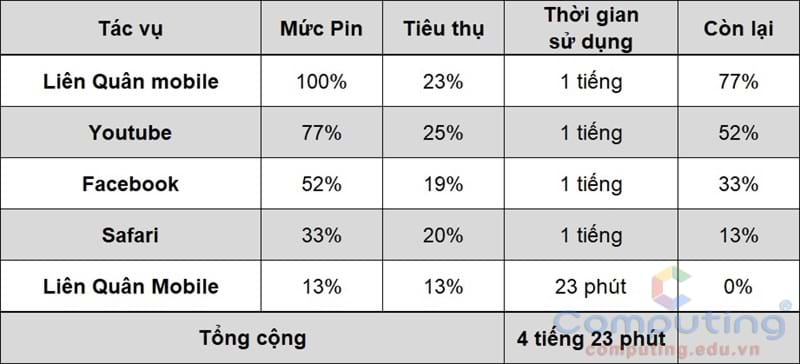 Tác vụ Mức Pin Tiêu thụ Thời gian sử dụng Còn lại
Liên Quân mobile 100% 23% 1 tiếng 77%
Youtube 77% 25% 1 tiếng 52%
Facebook 52% 19% 1 tiếng 33%
Safari 33% 20% 1 tiếng 13%
Liên Quân Mobile 13% 13% 23 phút 0%
Tổng cộng 4 tiếng 23 phút
Computing
computing.edu.vn